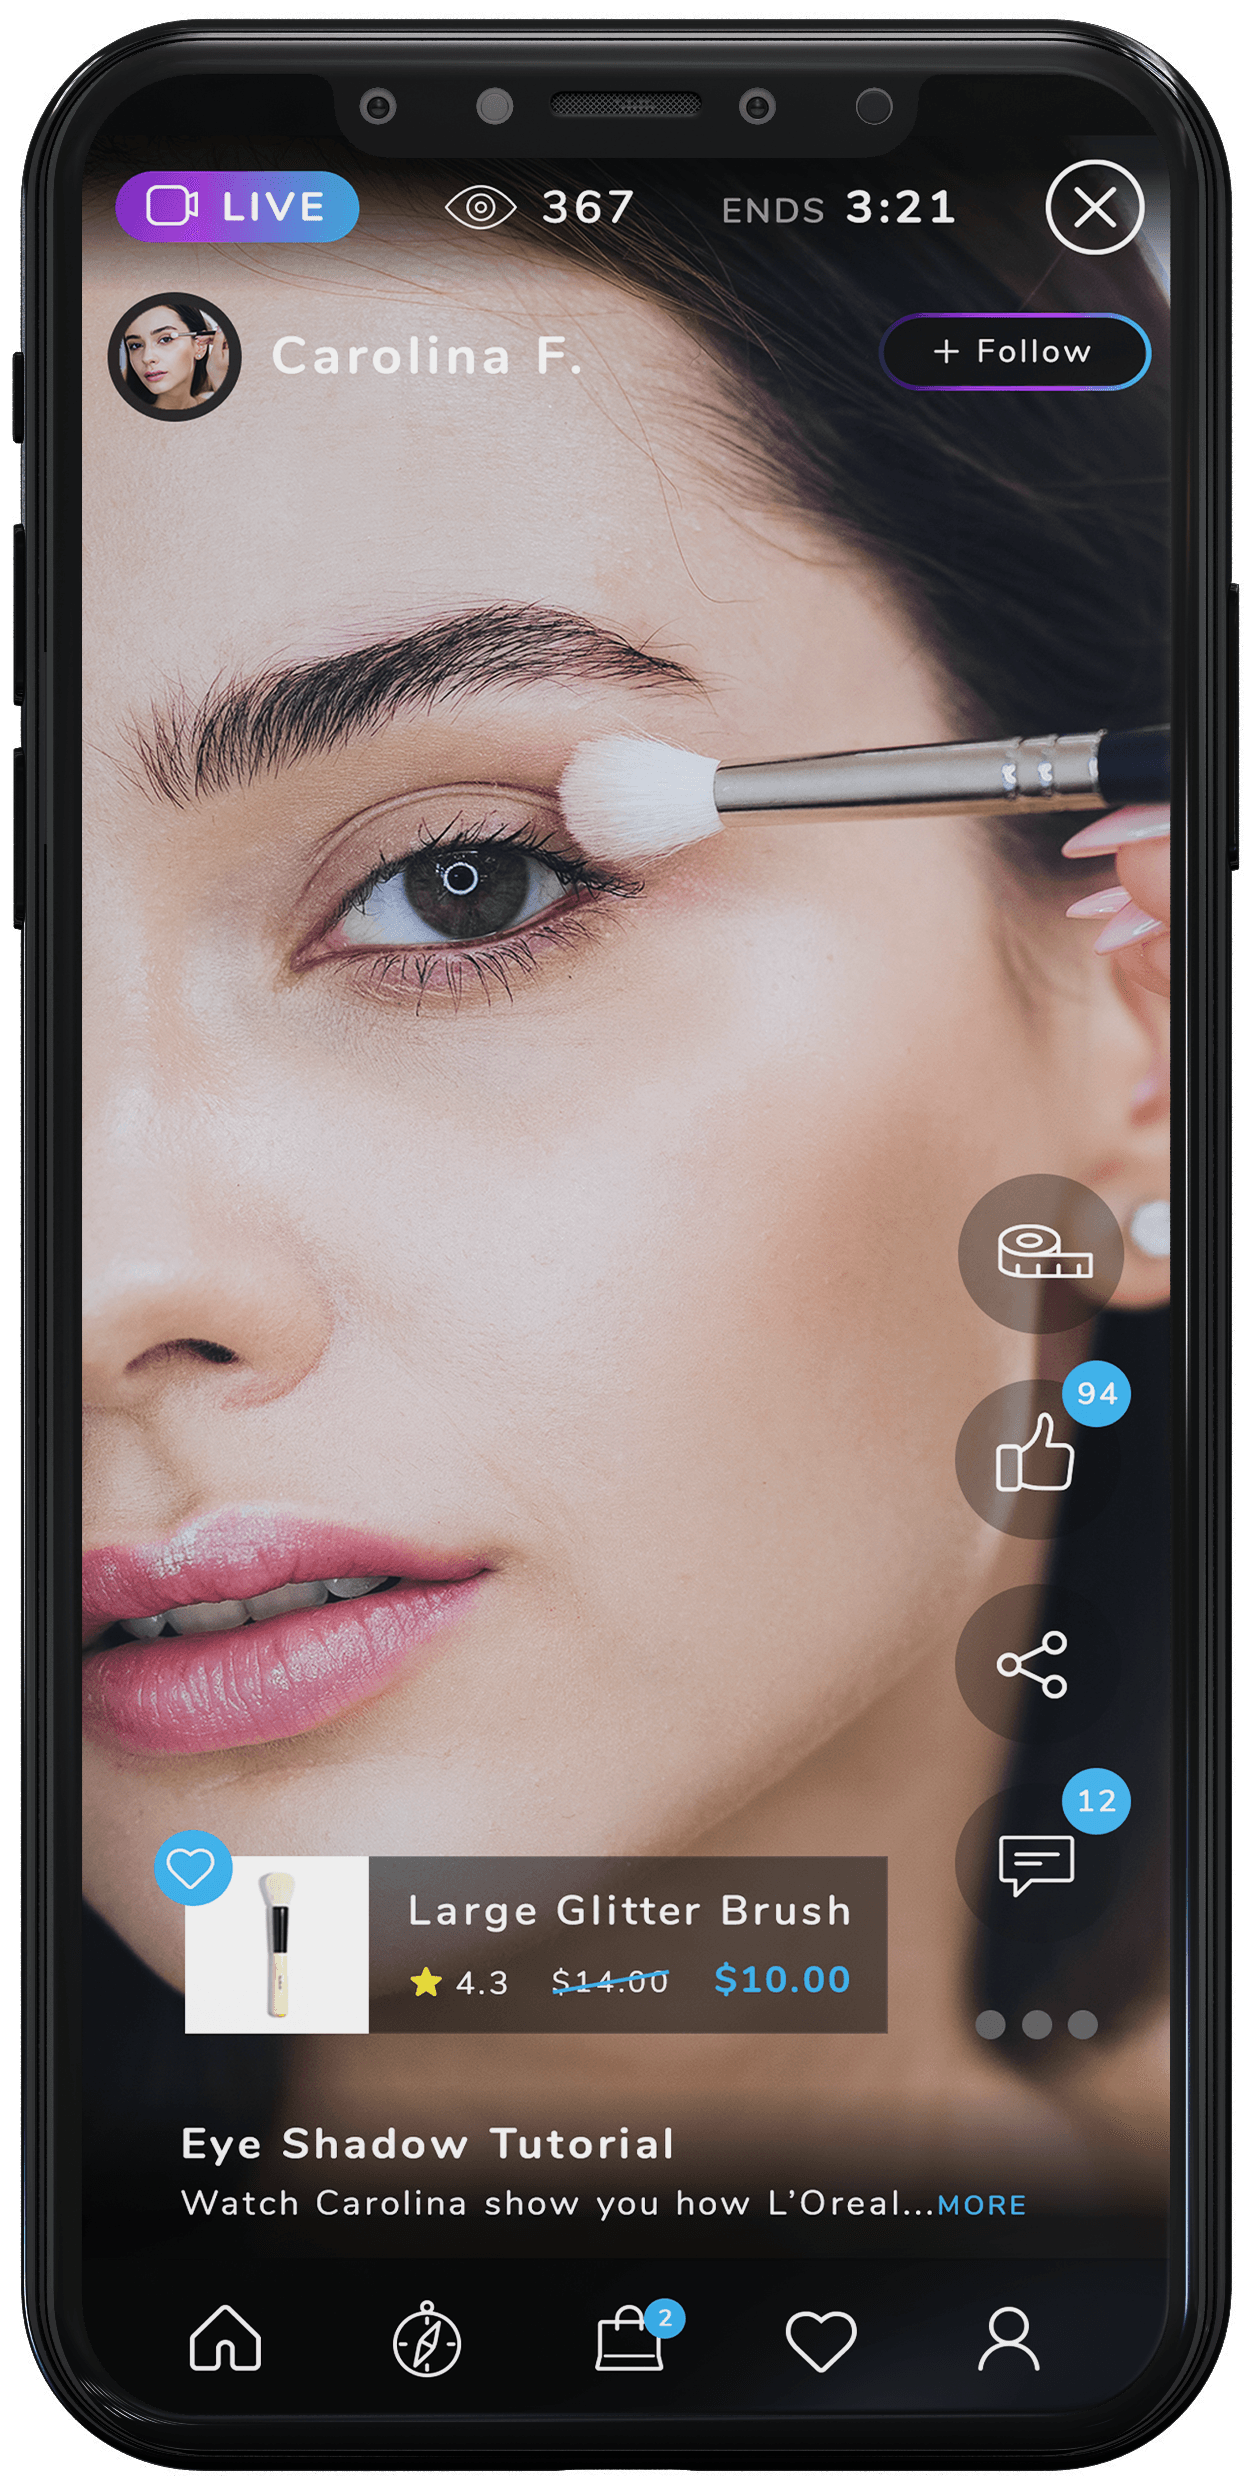 LIVE
367
ENDS 3:21
Carolina F.
+ Follow
94
12
Large Glitter Brush
4.3 $14.00 $10.00
Eye Shadow Tutorial
Watch Carolina show you how L’Oreal...MORE
2